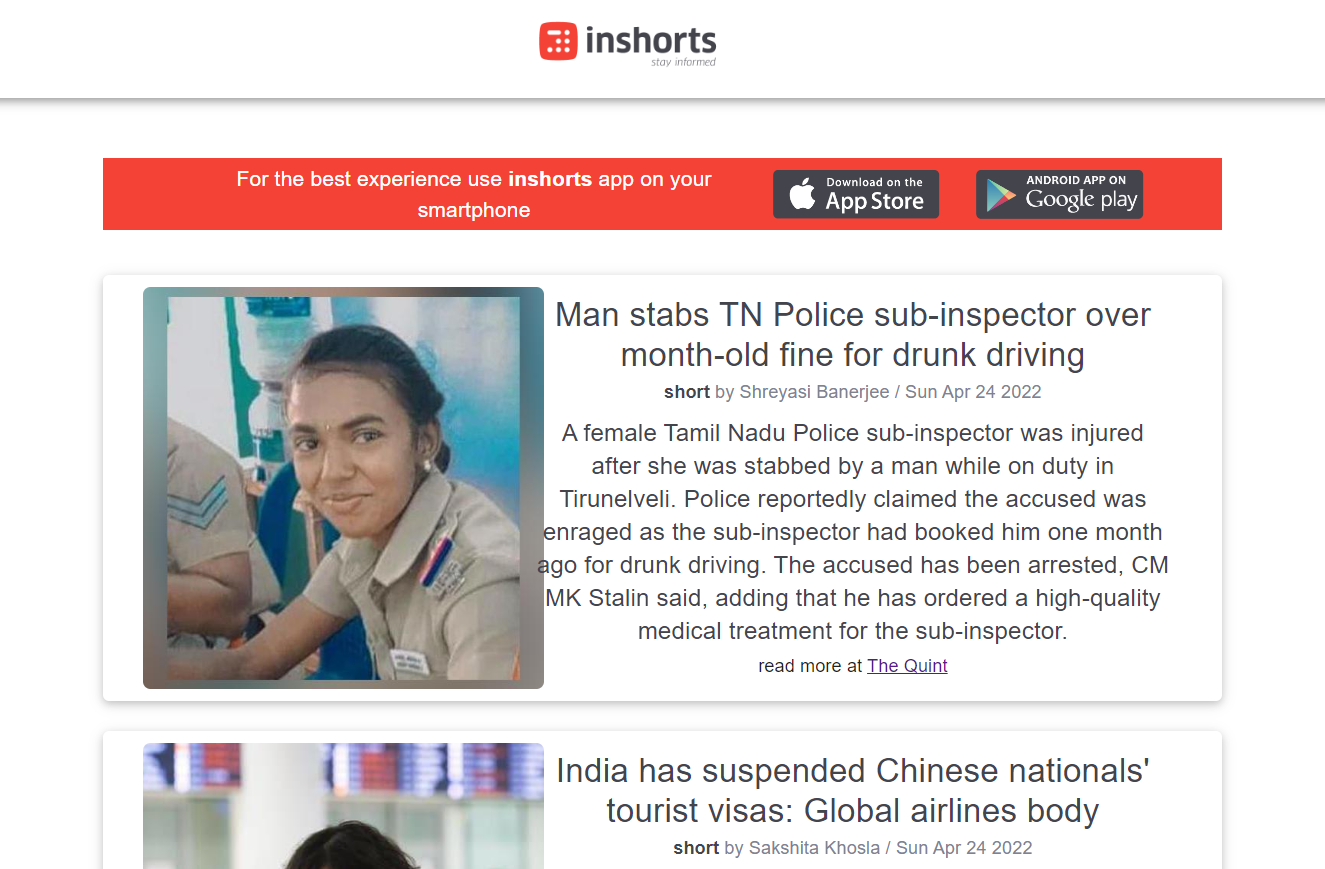 inshorts
stay informed
For the best experience use inshorts app on your
smartphone
Download on the
App Store
ANDROID APP ON
Google play
Man stabs TN Police sub-inspector over
month-old fine for drunk driving
short by Shreyasi Banerjee / Sun Apr 24 2022
A female Tamil Nadu Police sub-inspector was injured
after she was stabbed by a man while on duty in
Tirunelveli. Police reportedly claimed the accused was
enraged as the sub-inspector had booked him one month
ago for drunk driving. The accused has been arrested, CM
MK Stalin said, adding that he has ordered a high-quality
medical treatment for the sub-inspector.
read more at The Quint
India has suspended Chinese nationals'
tourist visas: Global airlines body
short by Sakshita Khosla / Sun Apr 24 2022